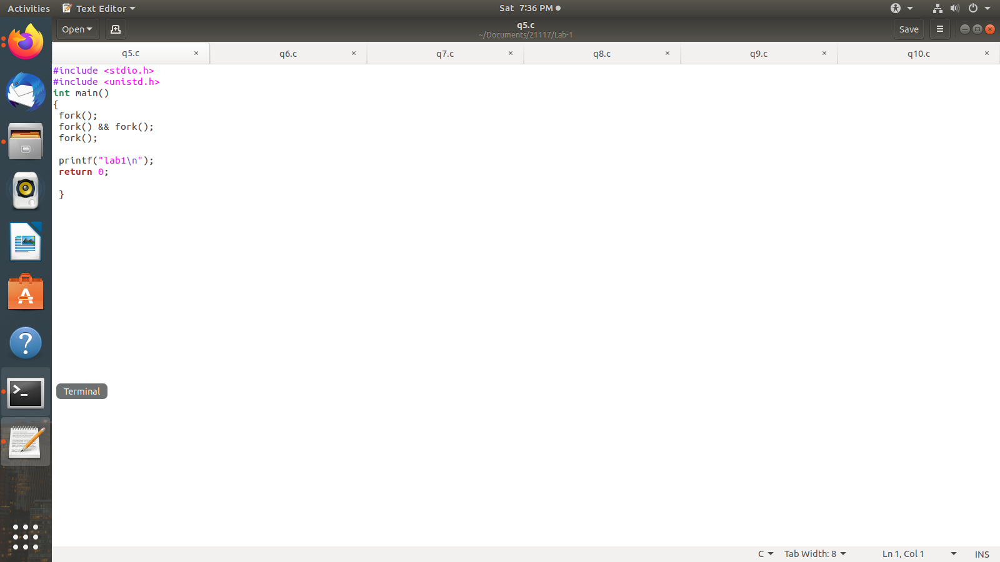 Activities Text Editor Sat 7:36 PM
Open q5.c Save
~/Documents/21117/Lab-1
q5.c × q6.c × q7.c × q8.c × q9.c × q10.c ×
#include <stdio.h>
#include <unistd.h>
int main()
{
 fork();
 fork() && fork();
 fork();

 printf("lab1\n");
 return 0;

 }
Terminal
C Tab Width: 8 Ln 1, Col 1 INS